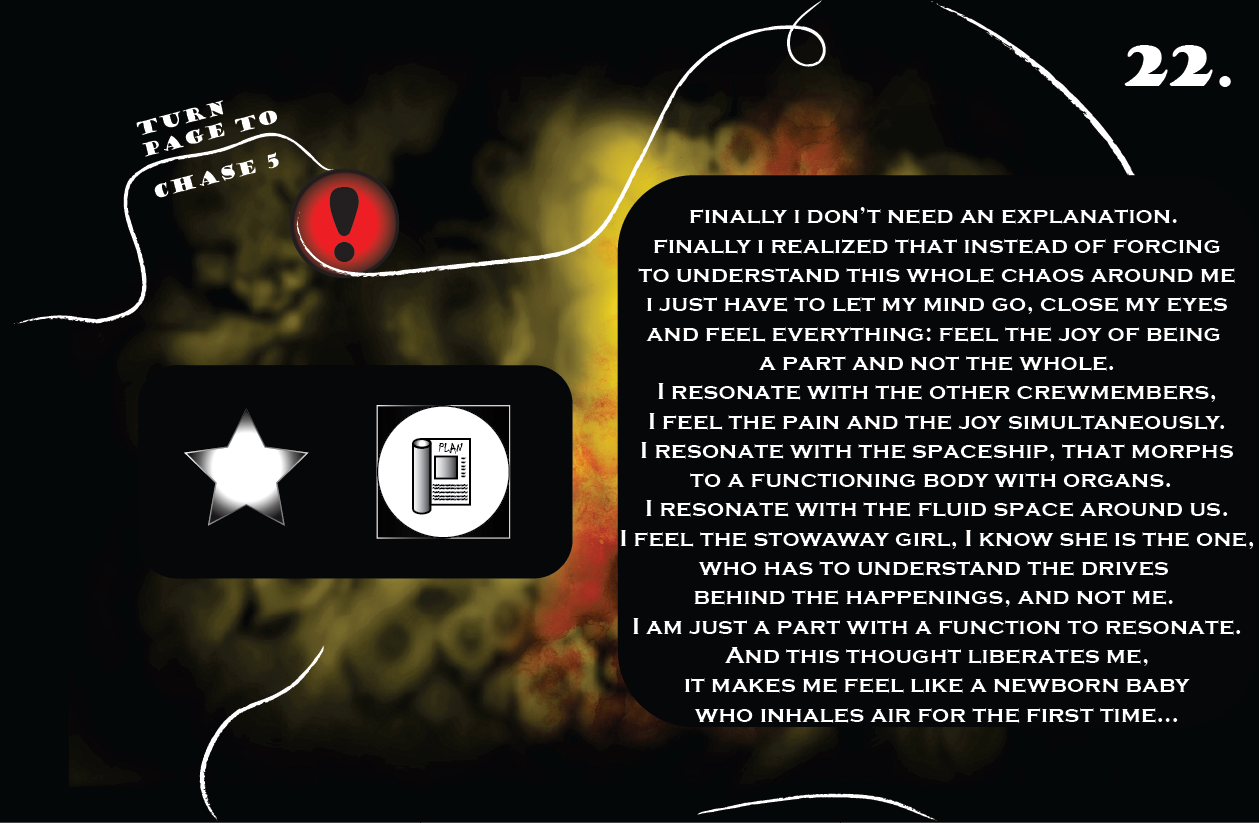 22.
TURN
PAGE TO
CHASE 5
FINALLY I DON'T NEED AN EXPLANATION.
FINALLY I REALIZED THAT INSTEAD OF FORCING
TO UNDERSTAND THIS WHOLE CHAOS AROUND ME
I JUST HAVE TO LET MY MIND GO, CLOSE MY EYES
AND FEEL EVERYTHING: FEEL THE JOY OF BEING
A PART AND NOT THE WHOLE.
I RESONATE WITH THE OTHER CREWMEMBERS,
I FEEL THE PAIN AND THE JOY SIMULTANEOUSLY.
I RESONATE WITH THE SPACESHIP, THAT MORPHS
TO A FUNCTIONING BODY WITH ORGANS.
I RESONATE WITH THE FLUID SPACE AROUND US.
I FEEL THE STOWAWAY GIRL, I KNOW SHE IS THE ONE,
WHO HAS TO UNDERSTAND THE DRIVES
BEHIND THE HAPPENINGS, AND NOT ME.
I AM JUST A PART WITH A FUNCTION TO RESONATE.
AND THIS THOUGHT LIBERATES ME,
IT MAKES ME FEEL LIKE A NEWBORN BABY
WHO INHALES AIR FOR THE FIRST TIME...
PLAN